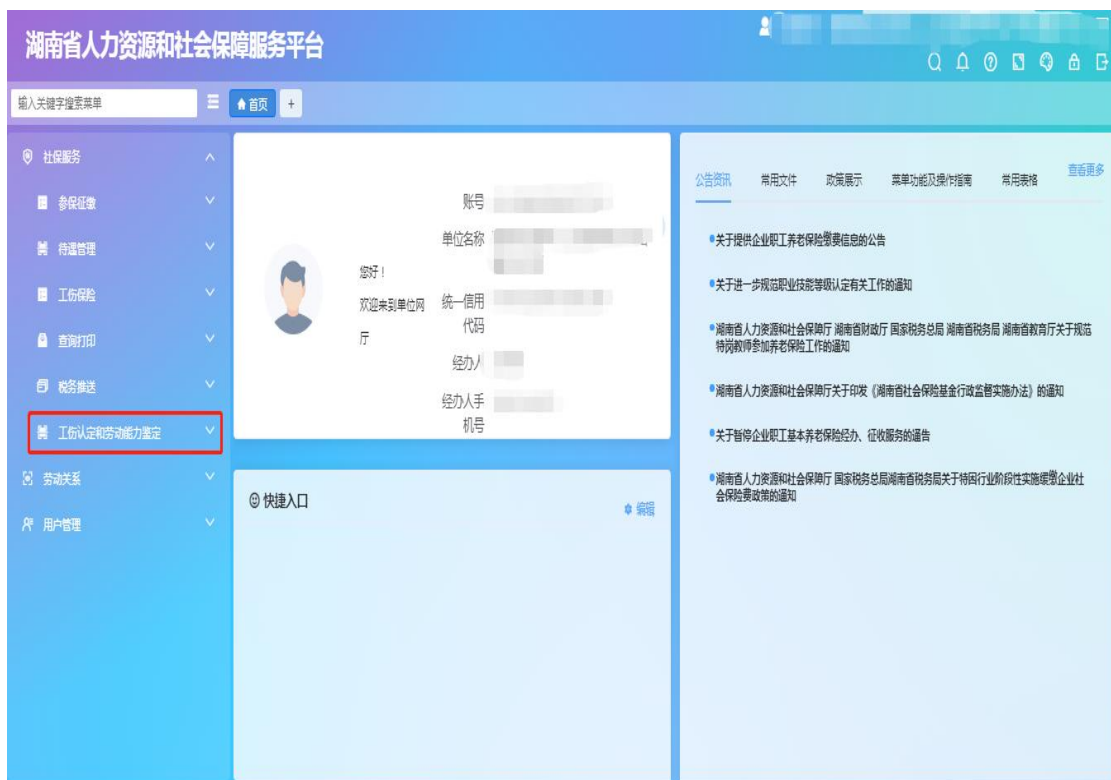 湖南省人力资源和社会保障服务平台
输入关键字搜索菜单
首页
+
社保服务
参保征缴
待遇管理
工伤保险
查询打印
税务推送
工伤认定和劳动能力鉴定
劳动关系
用户管理
您好！
欢迎来到单位网
厅
账号
单位名称
统一信用
代码
经办人
经办人手
机号
快捷入口
编辑
公告资讯
常用文件
政策展示
菜单功能及操作指南
常用表格
查看更多
关于提供企业职工养老保险缴费信息的公告
关于进一步规范职业技能等级认定有关工作的通知
湖南省人力资源和社会保障厅 湖南省财政厅 国家税务总局 湖南省税务局 湖南省教育厅关于规范
特岗教师参加养老保险工作的通知
湖南省人力资源和社会保障厅关于印发《湖南省社会保险基金行政监督实施办法》的通知
关于暂停企业职工基本养老保险经办、征收服务的通告
湖南省人力资源和社会保障厅 国家税务总局湖南省税务局关于特困行业阶段性实施缓缴企业社
会保险费政策的通知